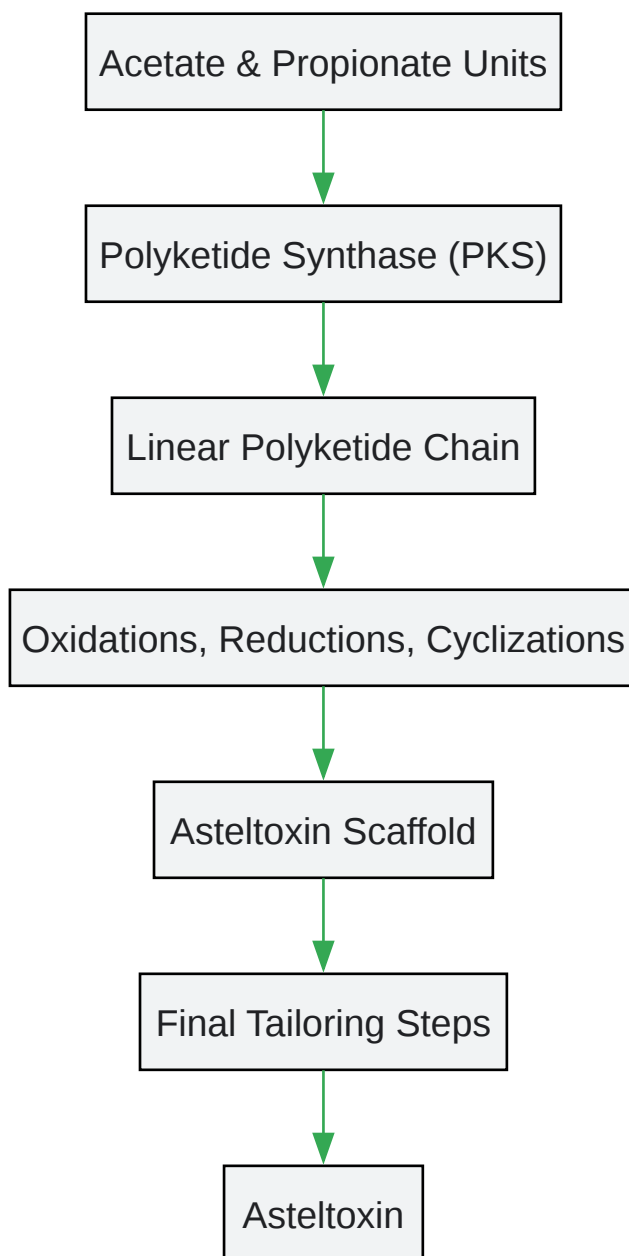 Acetate & Propionate Units
Polyketide Synthase (PKS)
Linear Polyketide Chain
Oxidations, Reductions, Cyclizations
Asteltoxin Scaffold
Final Tailoring Steps
Asteltoxin